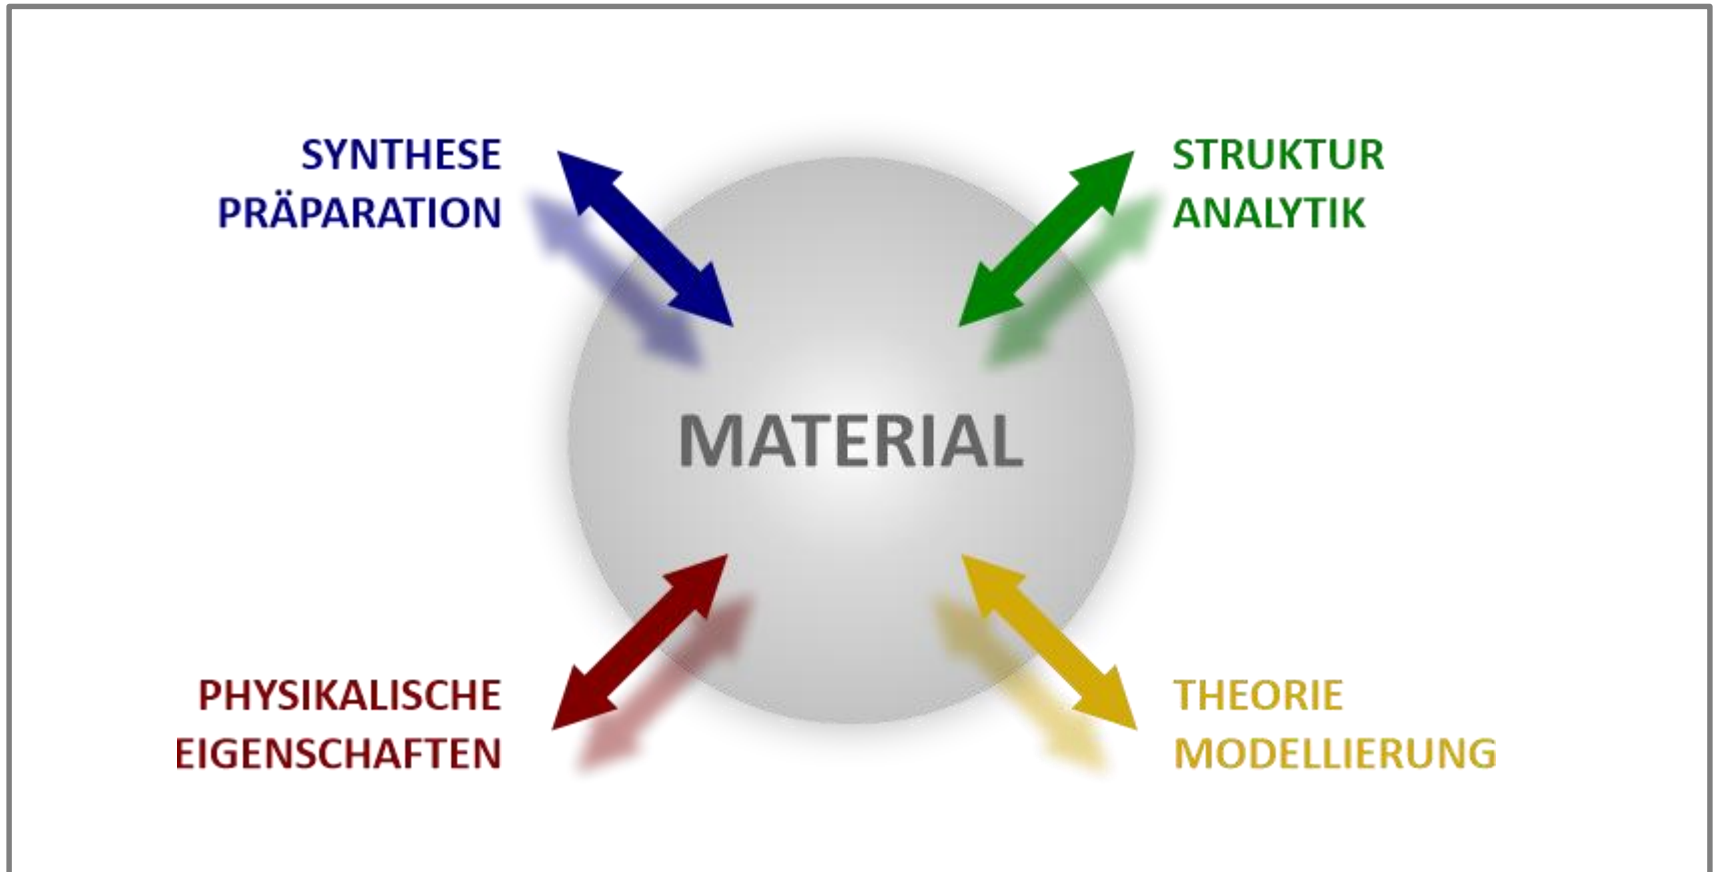 SYNTHESE
PRÄPARATION
STRUKTUR
ANALYTIK
MATERIAL
PHYSIKALISCHE
EIGENSCHAFTEN
THEORIE
MODELLIERUNG